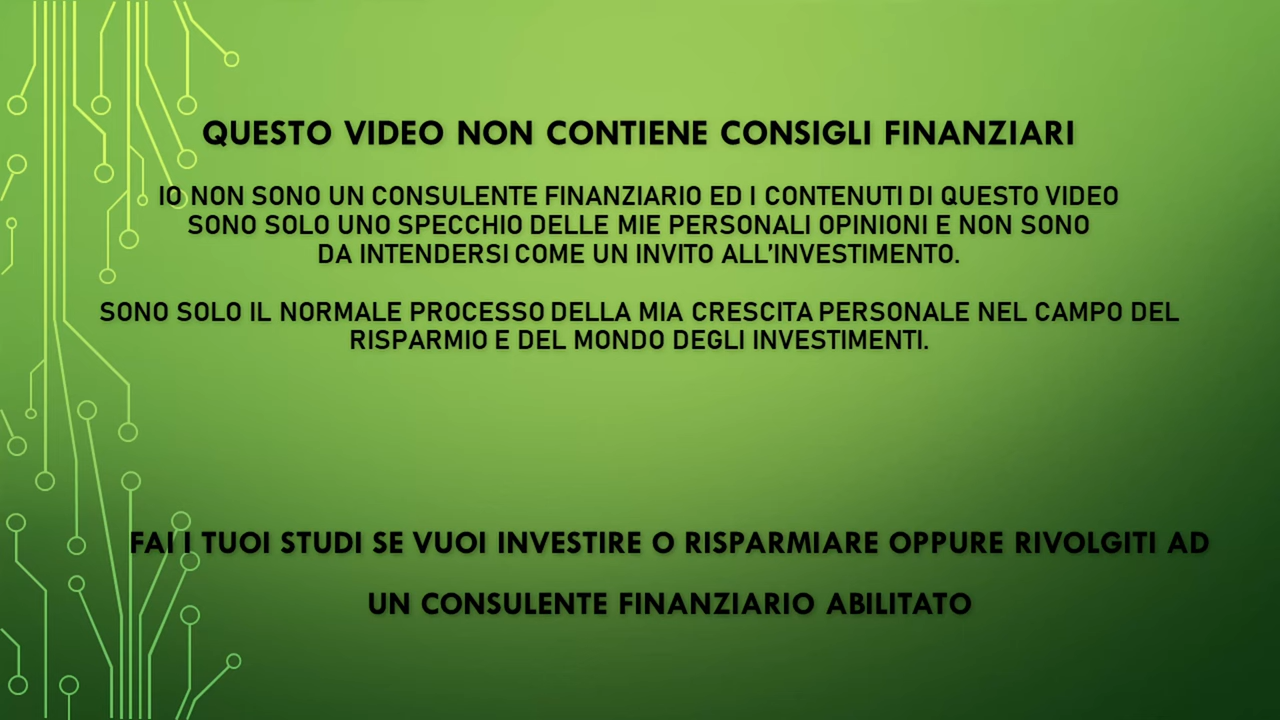 QUESTO VIDEO NON CONTIENE CONSIGLI FINANZIARI
IO NON SONO UN CONSULENTE FINANZIARIO ED I CONTENUTI DI QUESTO VIDEO
SONO SOLO UNO SPECCHIO DELLE MIE PERSONALI OPINIONI E NON SONO
DA INTENDERSI COME UN INVITO ALL'INVESTIMENTO.
SONO SOLO IL NORMALE PROCESSO DELLA MIA CRESCITA PERSONALE NEL CAMPO DEL
RISPARMIO E DEL MONDO DEGLI INVESTIMENTI.
FAI I TUOI STUDI SE VUOI INVESTIRE O RISPARMIARE OPPURE RIVOLGITI AD
UN CONSULENTE FINANZIARIO ABILITATO